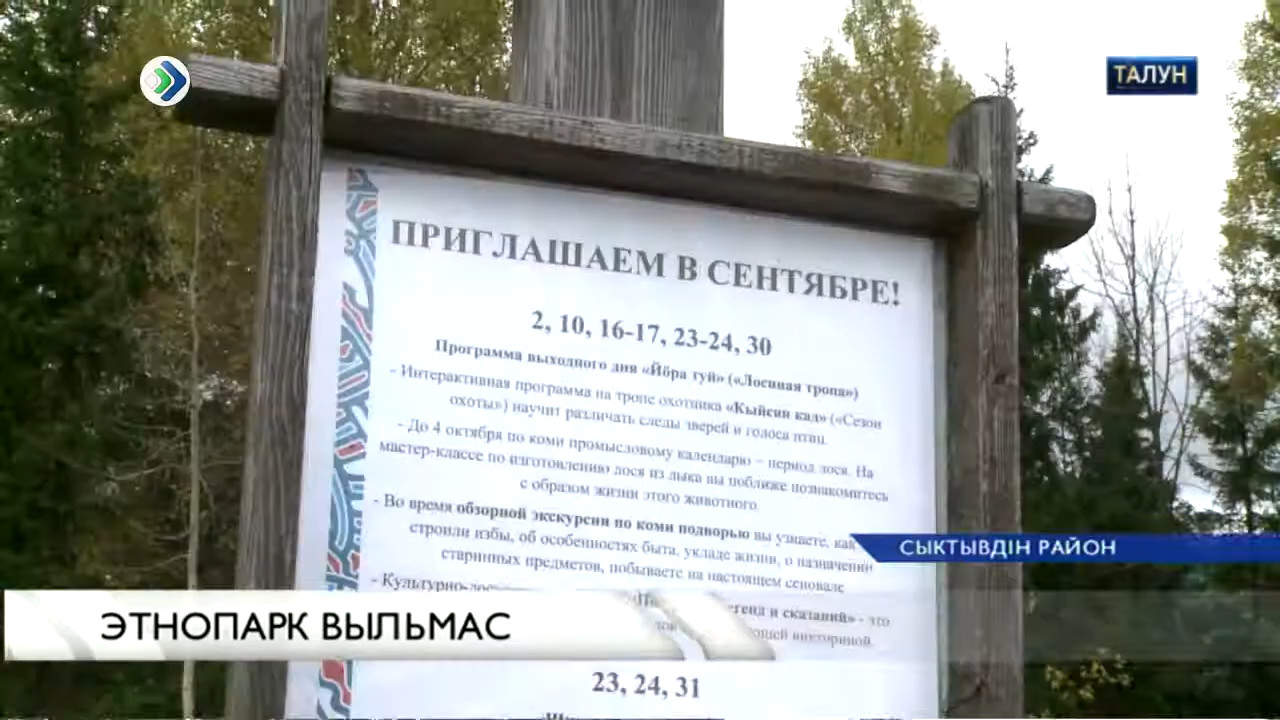 ТАЛУН
ПРИГЛАШАЕМ В СЕНТЯБРЕ!
2, 10, 16-17, 23-24, 30
Программа выходного дня «Йöра туй» («Лосиная тропа»)
- Интерактивная программа на тропе охотника «Кыйсян кад» («Сезон
охоты») научит различать следы зверей и голоса птиц.
- До 4 октября по коми промысловому календарю – период лося. На
мастер-классе по изготовлению лося из лыка вы поближе познакомитесь
с образом жизни этого животного.
- Во время обзорной экскурсии по коми подворью вы узнаете, как
строили избы, об особенностях быта, укладе жизни, о назначении
старинных предметов, побываете на настоящем сеновале
СЫКТЫВДІН РАЙОН
- Культурно- и сказаний» - это
викториной.
ЭТНОПАРК ВЫЛЬМАС
23, 24, 31